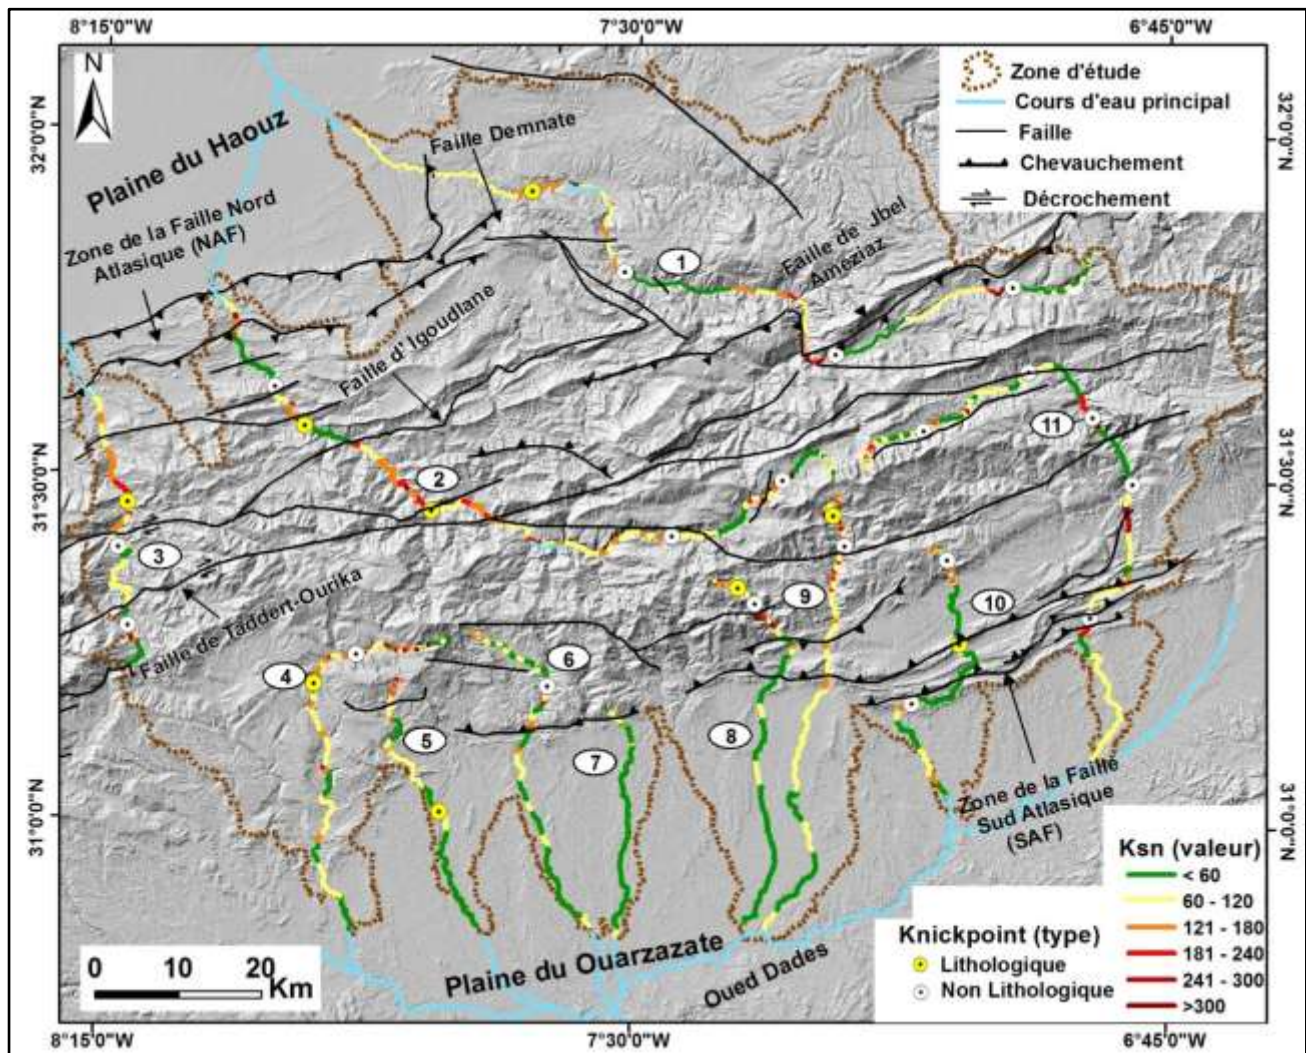 8°15'0"W
7°30'0"W
6°45'0"W
N
Zone d'étude
Cours d'eau principal
Faille
Chevauchement
Décrochement
32°0'0"N
32°0'0"N
Plaine du Haouz
Faille Demnate
Zone de la Faille Nord
Atlasique (NAF)
1
Faille de Jbel
Améziaz
Faille d'Igoudlane
11
2
31°30'0"N
31°30'0"N
3
9
10
Faille de Taddert-Ourika
6
4
5
8
7
Zone de la Faille
Sud Atlasique
(SAF)
31°0'0"N
31°0'0"N
Ksn (valeur)
< 60
60 - 120
121 - 180
181 - 240
241 - 300
>300
Knickpoint (type)
Lithologique
Non Lithologique
Plaine du Ouarzazate
Oued Dades
0 10 20
Km
8°15'0"W
7°30'0"W
6°45'0"W